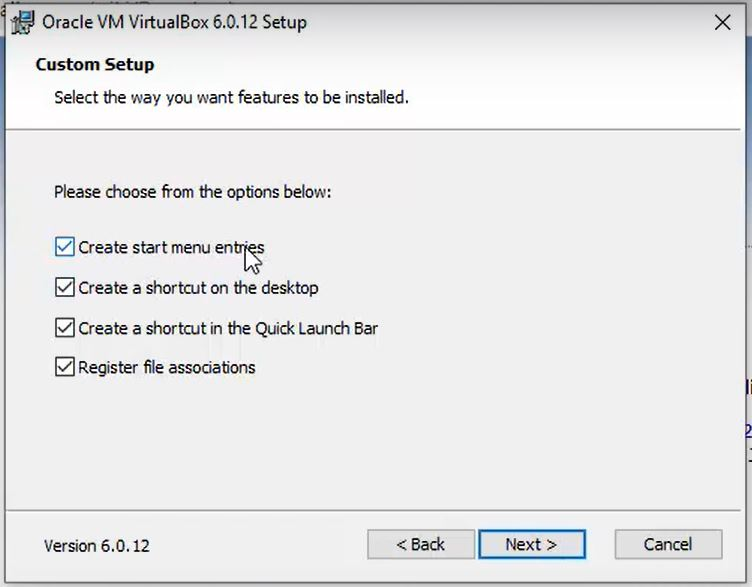 Oracle VM VirtualBox 6.0.12 Setup
Custom Setup
Select the way you want features to be installed.
Please choose from the options below:
Create start menu entries
Create a shortcut on the desktop
Create a shortcut in the Quick Launch Bar
Register file associations
Version 6.0.12
< Back
Next >
Cancel